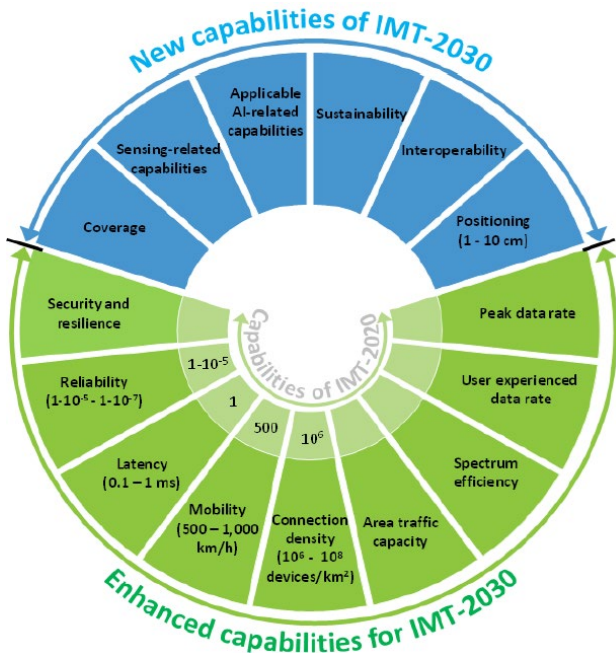 New capabilities of IMT-2030
Applicable
AI-related
capabilities
Sustainability
Sensing-related
capabilities
Interoperability
Coverage
Positioning
(1 - 10 cm)
Security and
resilience
Capabilities of IMT-2020
Peak data rate
Reliability
(1-10⁻⁵ - 1-10⁻⁷)
1-10⁻⁵
User experienced
data rate
Latency
(0.1 – 1 ms)
1
Spectrum
efficiency
Mobility
(500 – 1,000
km/h)
500
Connection
density
(10⁶ - 10⁸
devices/km²)
10⁶
Area traffic
capacity
Enhanced capabilities for IMT-2030